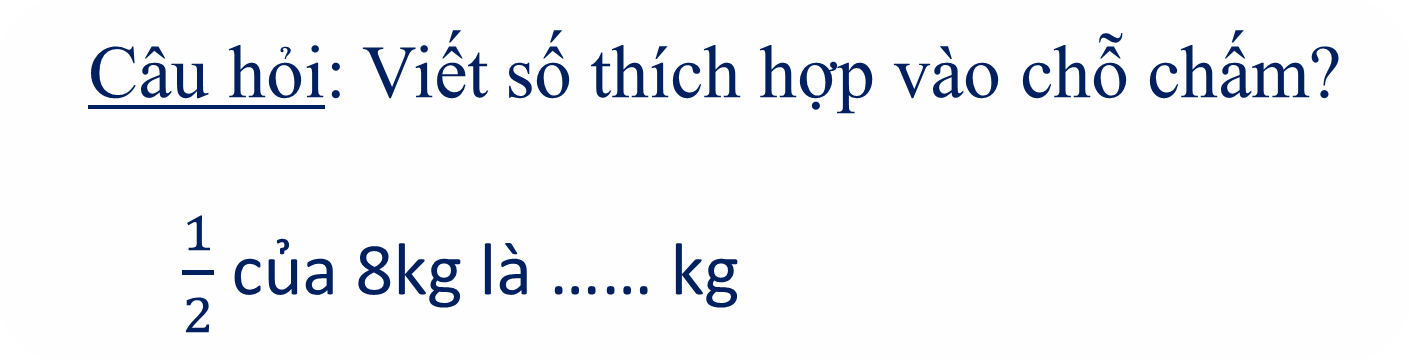 Câu hỏi: Viết số thích hợp vào chỗ chấm?
1/2 của 8kg là ...... kg